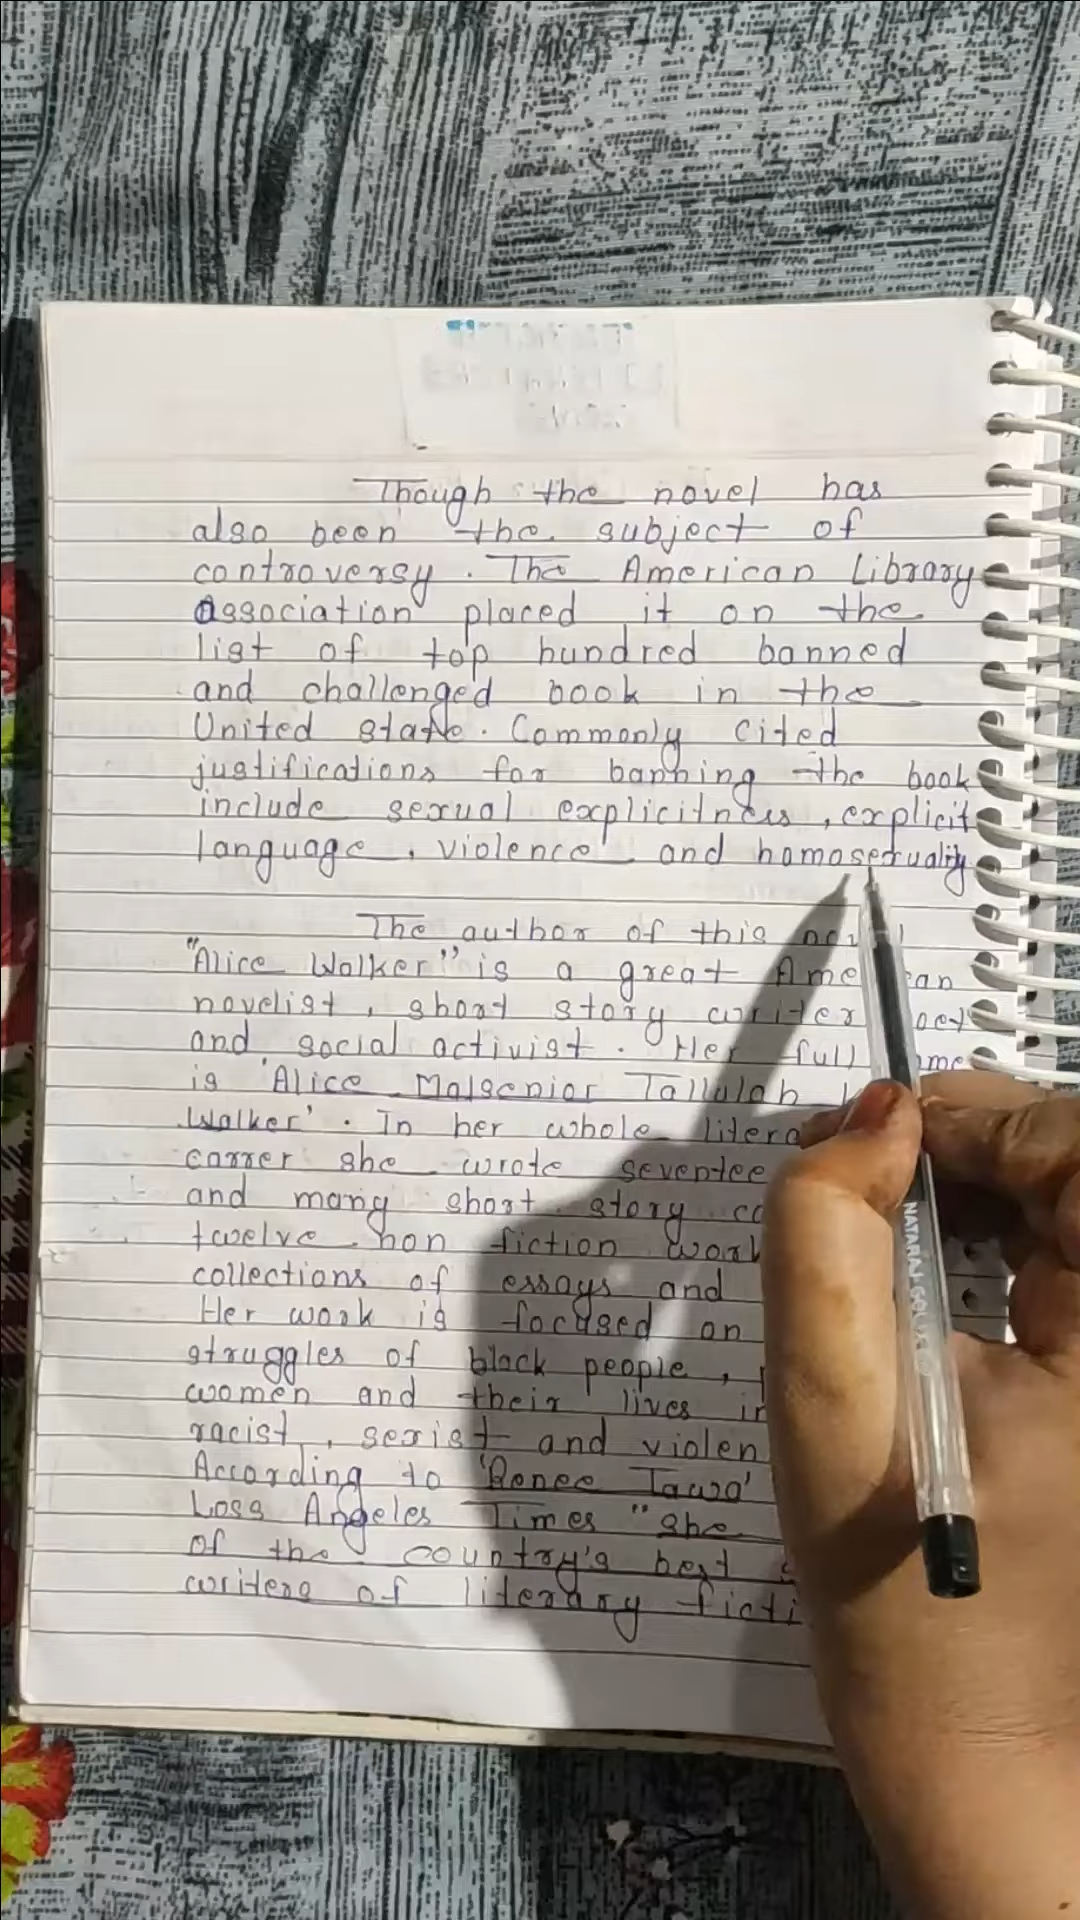 Though the novel has
also been the subject of
controversy. The American Library
Association placed it on the
list of top hundred banned
and challenged book in the
United state. Commonly cited
justifications for banning the book
include sexual explicitness, explicit
language, violence and homosexuality
The author of this
"Alice Walker" is a great
novelist, short story writer
and social activist. Her full
is 'Alice Malsenior Tallulah
Walker'. In her whole
carrer she wrote
and many short story
twelve non fiction
collections of essays and
Her work is focused on
struggles of black people,
women and their lives
racist, sexist and
According to 'Renee Tawa'
Loss Angeles Times "she
of the country's best
writers of literary
NATARAJ